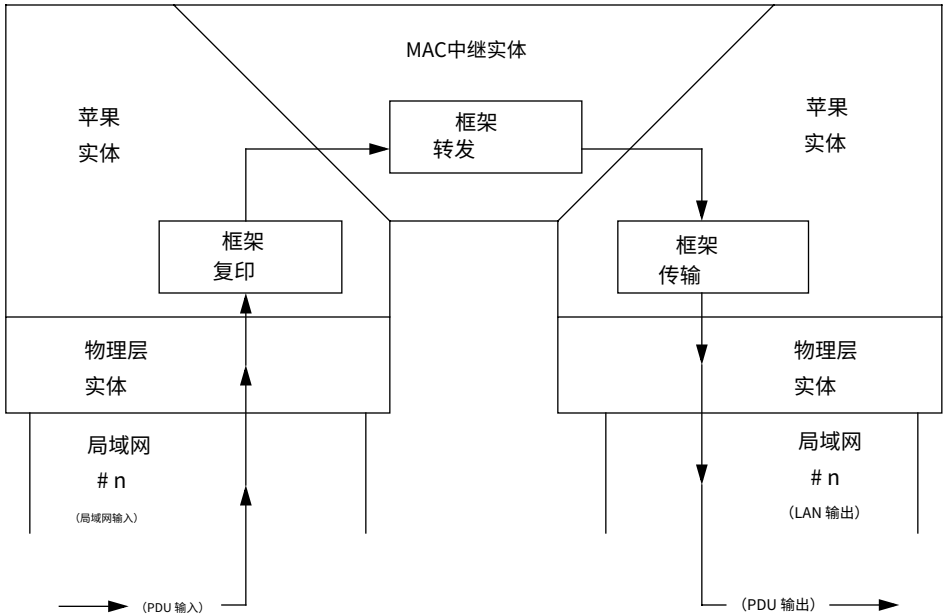 MAC中继实体
苹果
实体
框架
转发
苹果
实体
框架
复印
框架
传输
物理层
实体
物理层
实体
局域网
# n
（局域网输入）
局域网
# n
（LAN 输出）
（PDU 输入）
（PDU 输出）